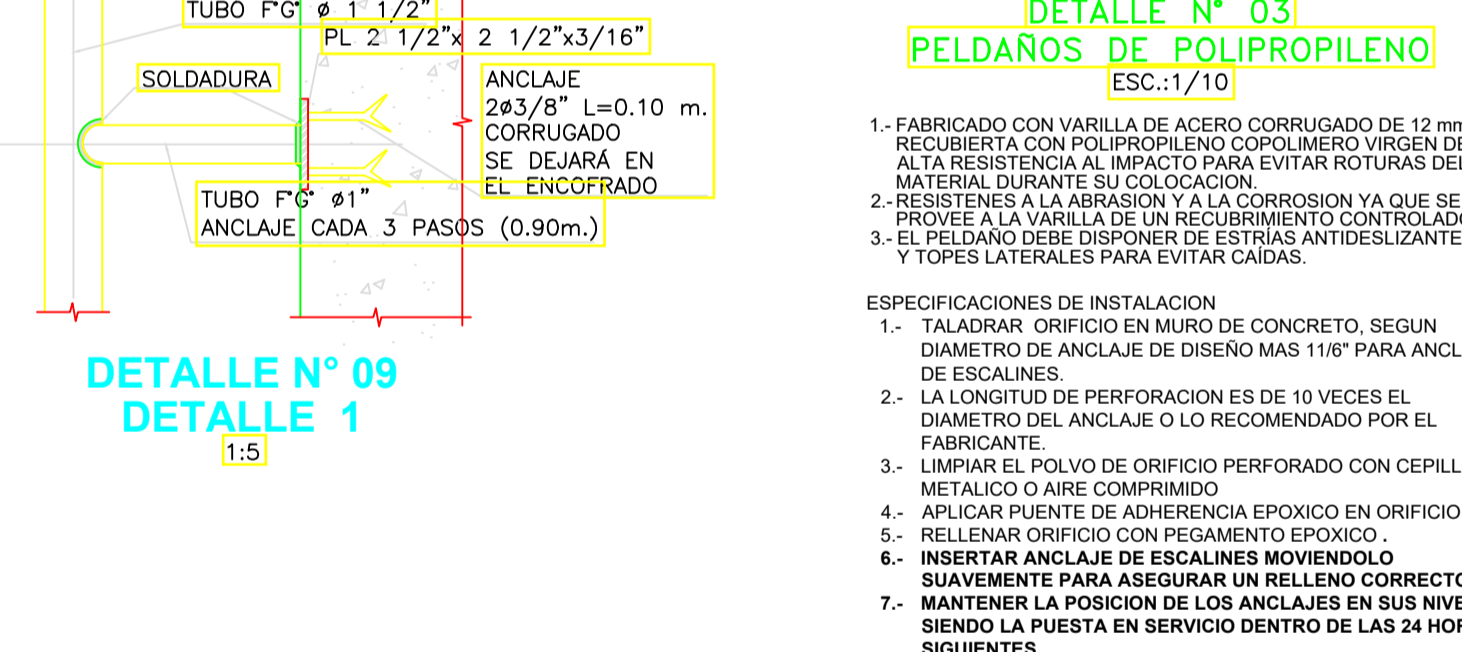 TUBO F°G° ø 1 1/2"
PL 2 1/2"x 2 1/2"x3/16"
SOLDADURA
ANCLAJE
2ø3/8" L=0.10 m.
CORRUGADO
SE DEJARÁ EN
EL ENCOFRADO
TUBO F°G° ø1"
ANCLAJE CADA 3 PASOS (0.90m.)
DETALLE N° 09
DETALLE 1
1:5
DETALLE N° 03
PELDAÑOS DE POLIPROPILENO
ESC.:1/10
1.- FABRICADO CON VARILLA DE ACERO CORRUGADO DE 12 mm
RECUBIERTA CON POLIPROPILENO COPOLIMERO VIRGEN DE
ALTA RESISTENCIA AL IMPACTO PARA EVITAR ROTURAS DEL
MATERIAL DURANTE SU COLOCACION.
2.- RESISTENES A LA ABRASION Y A LA CORROSION YA QUE SE
PROVEE A LA VARILLA DE UN RECUBRIMIENTO CONTROLADO
3.- EL PELDAÑO DEBE DISPONER DE ESTRÍAS ANTIDESLIZANTE
Y TOPES LATERALES PARA EVITAR CAÍDAS.
ESPECIFICACIONES DE INSTALACION
1.- TALADRAR ORIFICIO EN MURO DE CONCRETO, SEGUN
DIAMETRO DE ANCLAJE DE DISEÑO MAS 11/6" PARA ANCL
DE ESCALINES.
2.- LA LONGITUD DE PERFORACION ES DE 10 VECES EL
DIAMETRO DEL ANCLAJE O LO RECOMENDADO POR EL
FABRICANTE.
3.- LIMPIAR EL POLVO DE ORIFICIO PERFORADO CON CEPILL
METALICO O AIRE COMPRIMIDO
4.- APLICAR PUENTE DE ADHERENCIA EPOXICO EN ORIFICIO
5.- RELLENAR ORIFICIO CON PEGAMENTO EPOXICO .
6.- INSERTAR ANCLAJE DE ESCALINES MOVIENDOLO
SUAVEMENTE PARA ASEGURAR UN RELLENO CORRECTO
7.- MANTENER LA POSICION DE LOS ANCLAJES EN SUS NIVE
SIENDO LA PUESTA EN SERVICIO DENTRO DE LAS 24 HOR
SIGUIENTES